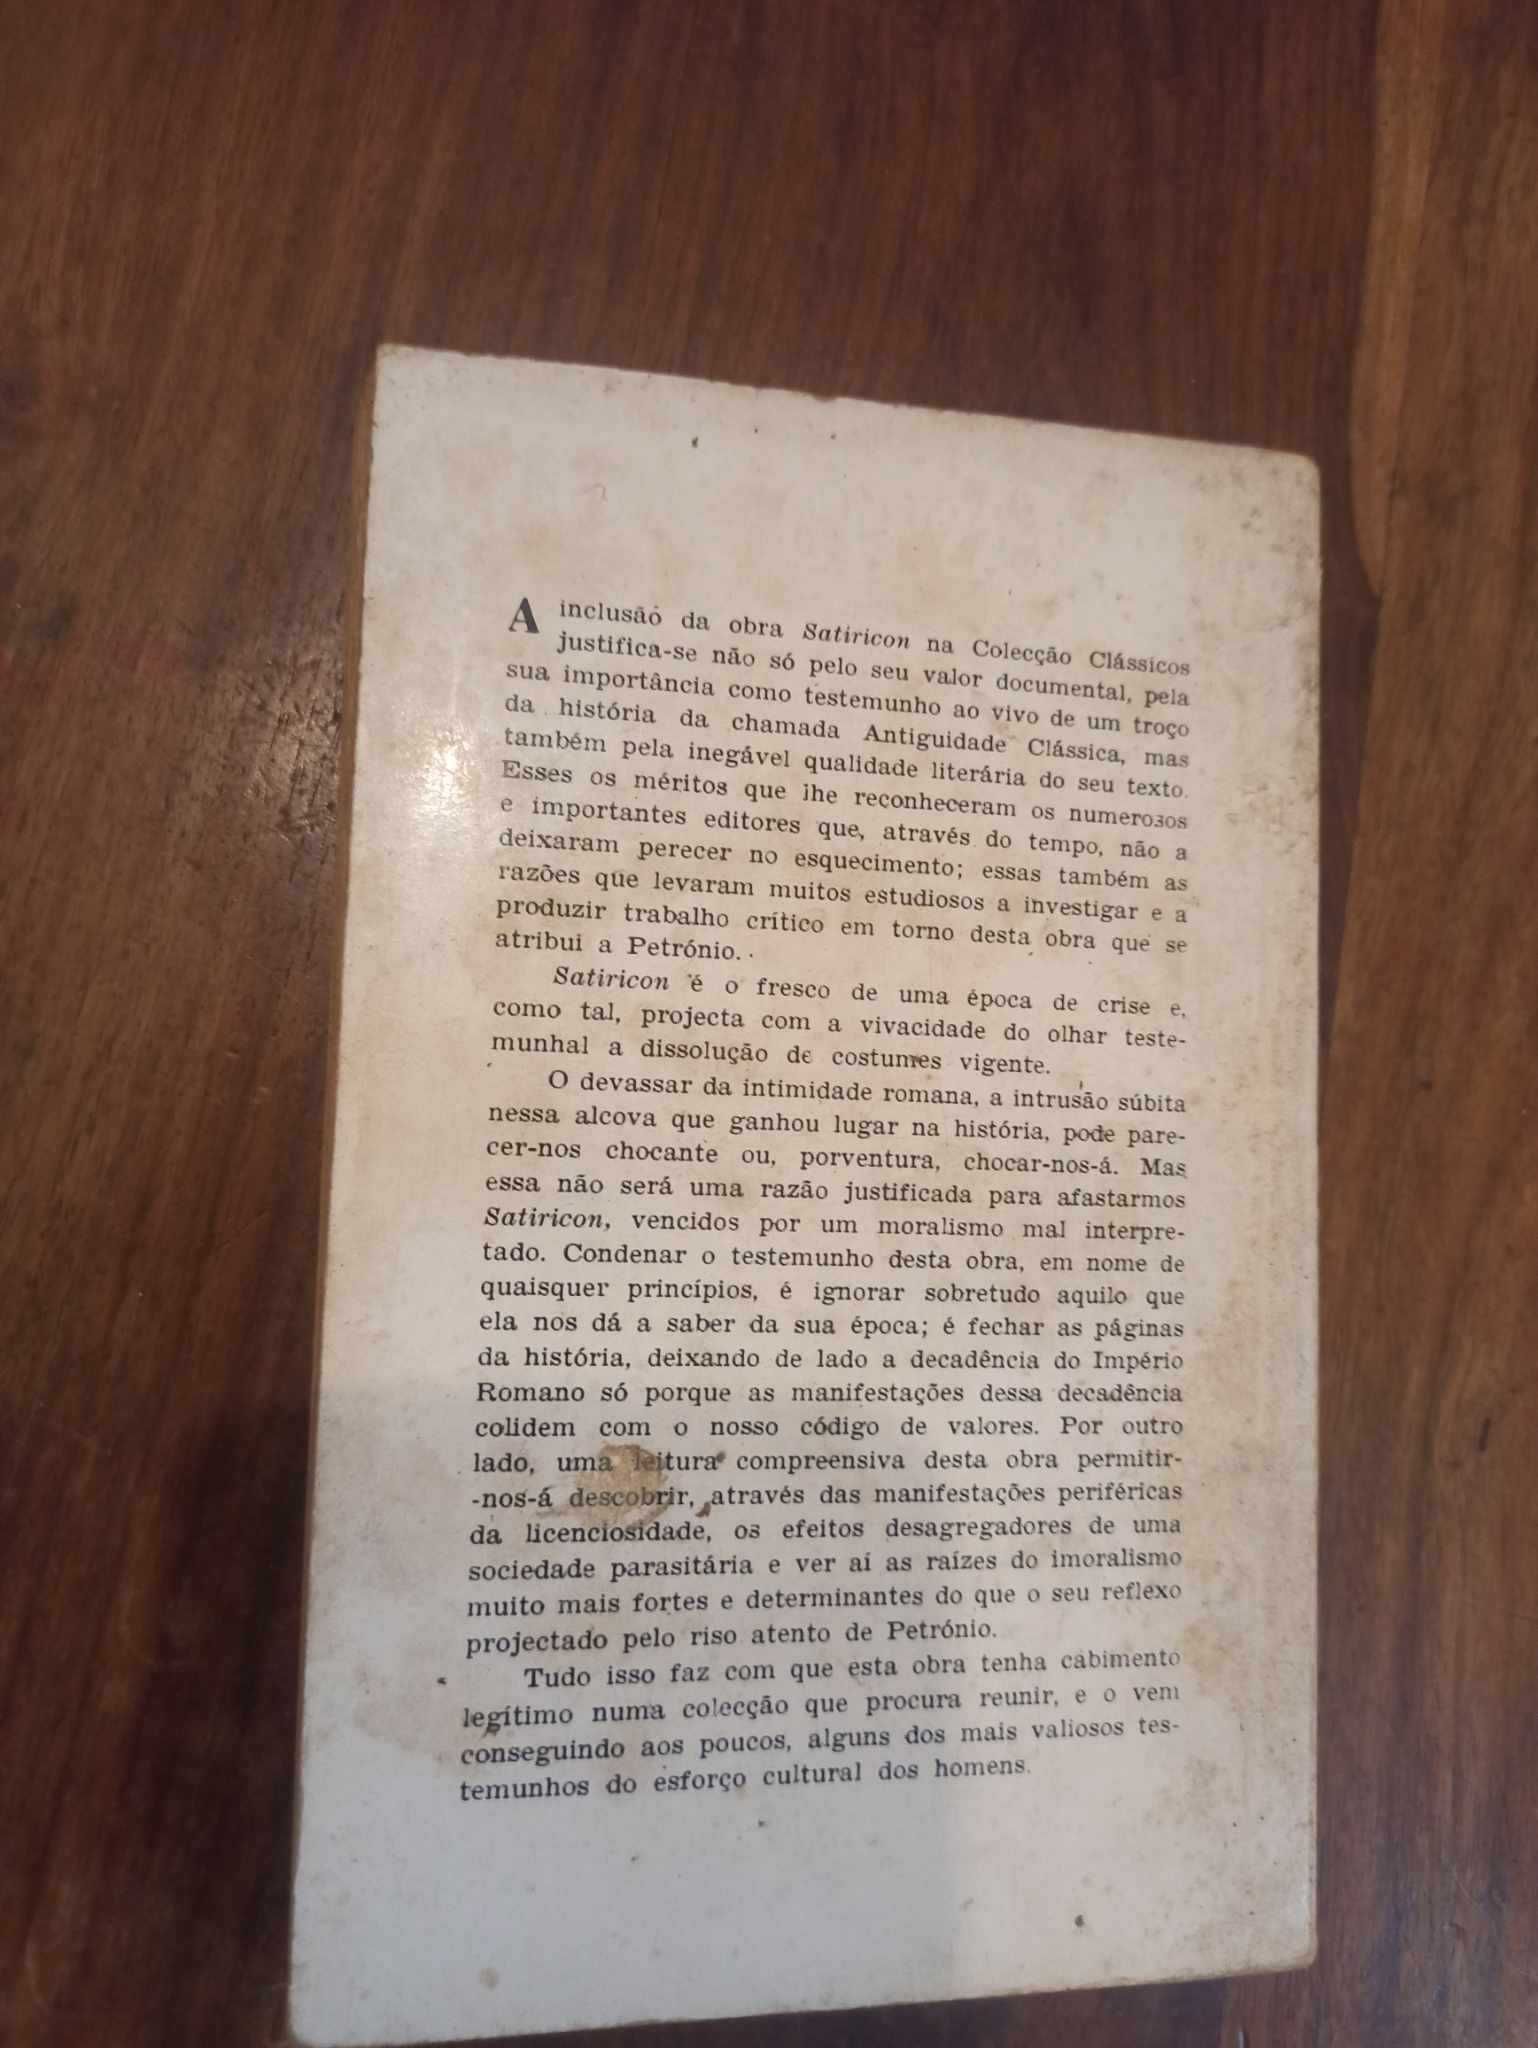 A inclusão da obra Satiricon na Colecção Clássicos
justifica-se não só pelo seu valor documental, pela
sua importância como testemunho ao vivo de um troço
da história da chamada Antiguidade Clássica, mas
também pela inegável qualidade literária do seu texto.
Esses os méritos que lhe reconheceram os numerosos
e importantes editores que, através do tempo, não a
deixaram perecer no esquecimento; essas também as
razões que levaram muitos estudiosos a investigar e a
produzir trabalho crítico em torno desta obra que se
atribui a Petrónio.
Satiricon é o fresco de uma época de crise e,
como tal, projecta com a vivacidade do olhar teste-
munhal a dissolução de costumes vigente.
O devassar da intimidade romana, a intrusão súbita
nessa alcova que ganhou lugar na história, pode pare-
cer-nos chocante ou, porventura, chocar-nos-á. Mas
essa não será uma razão justificada para afastarmos
Satiricon, vencidos por um moralismo mal interpre-
tado. Condenar o testemunho desta obra, em nome de
quaisquer princípios, é ignorar sobretudo aquilo que
ela nos dá a saber da sua época; é fechar as páginas
da história, deixando de lado a decadência do Império
Romano só porque as manifestações dessa decadência
colidem com o nosso código de valores. Por outro
lado, uma leitura compreensiva desta obra permitir-
-nos-á descobrir, através das manifestações periféricas
da licenciosidade, os efeitos desagregadores de uma
sociedade parasitária e ver aí as raízes do imoralismo
muito mais fortes e determinantes do que o seu reflexo
projectado pelo riso atento de Petrónio.
Tudo isso faz com que esta obra tenha cabimento
legítimo numa colecção que procura reunir, e o vem
conseguindo aos poucos, alguns dos mais valiosos tes-
temunhos do esforço cultural dos homens.